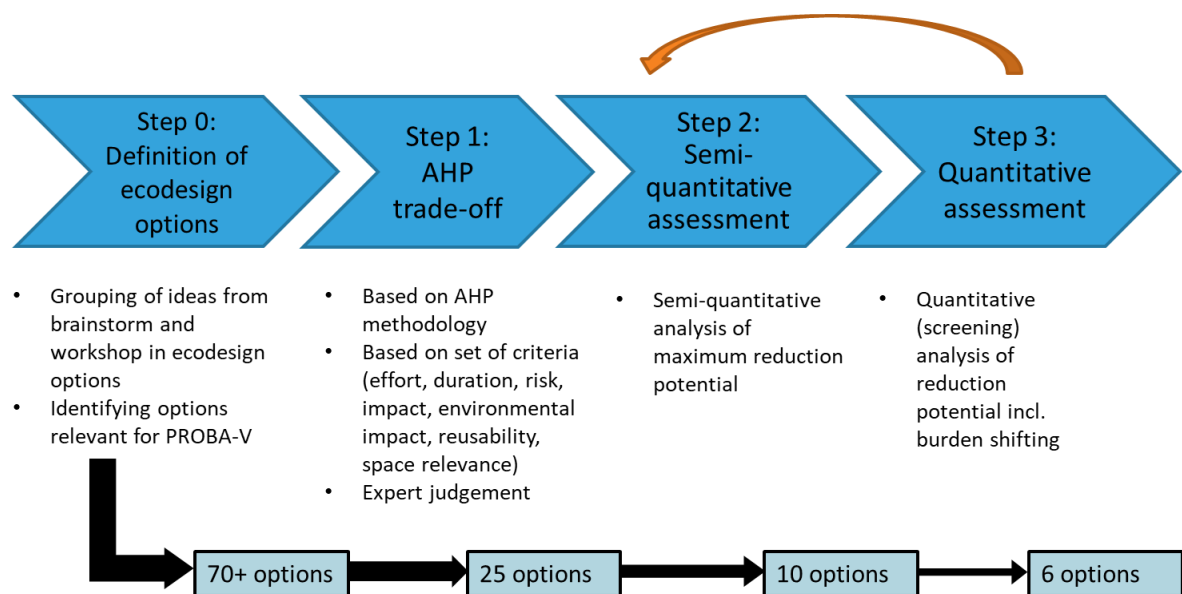 Step 0:
Definition of
ecodesign
options
Step 1:
AHP
trade-off
Step 2:
Semi-
quantitative
assessment
Step 3:
Quantitative
assessment
• Grouping of ideas from
brainstorm and
workshop in ecodesign
options
• Identifying options
relevant for PROBA-V
• Based on AHP
methodology
• Based on set of criteria
(effort, duration, risk,
impact, environmental
impact, reusability,
space relevance)
• Expert judgement
• Semi-quantitative
analysis of
maximum reduction
potential
• Quantitative
(screening)
analysis of
reduction
potential incl.
burden shifting
70+ options
25 options
10 options
6 options